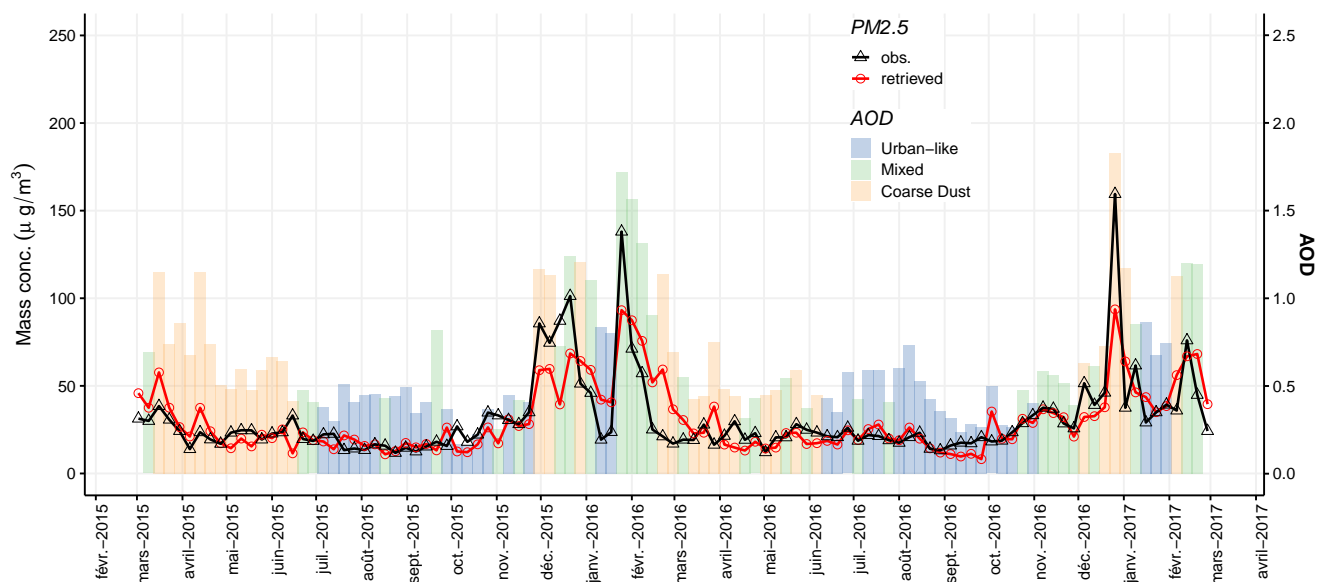 PM2.5
obs.
retrieved
AOD
Urban−like
Mixed
Coarse Dust
Mass conc. (μ g/m³)
250
200
150
100
50
0
AOD
2.5
2.0
1.5
1.0
0.5
0.0
févr.−2015
mars−2015
avril−2015
mai−2015
juin−2015
juil.−2015
août−2015
sept.−2015
oct.−2015
nov.−2015
déc.−2015
janv.−2016
févr.−2016
mars−2016
avril−2016
mai−2016
juin−2016
juil.−2016
août−2016
sept.−2016
oct.−2016
nov.−2016
déc.−2016
janv.−2017
févr.−2017
mars−2017
avril−2017